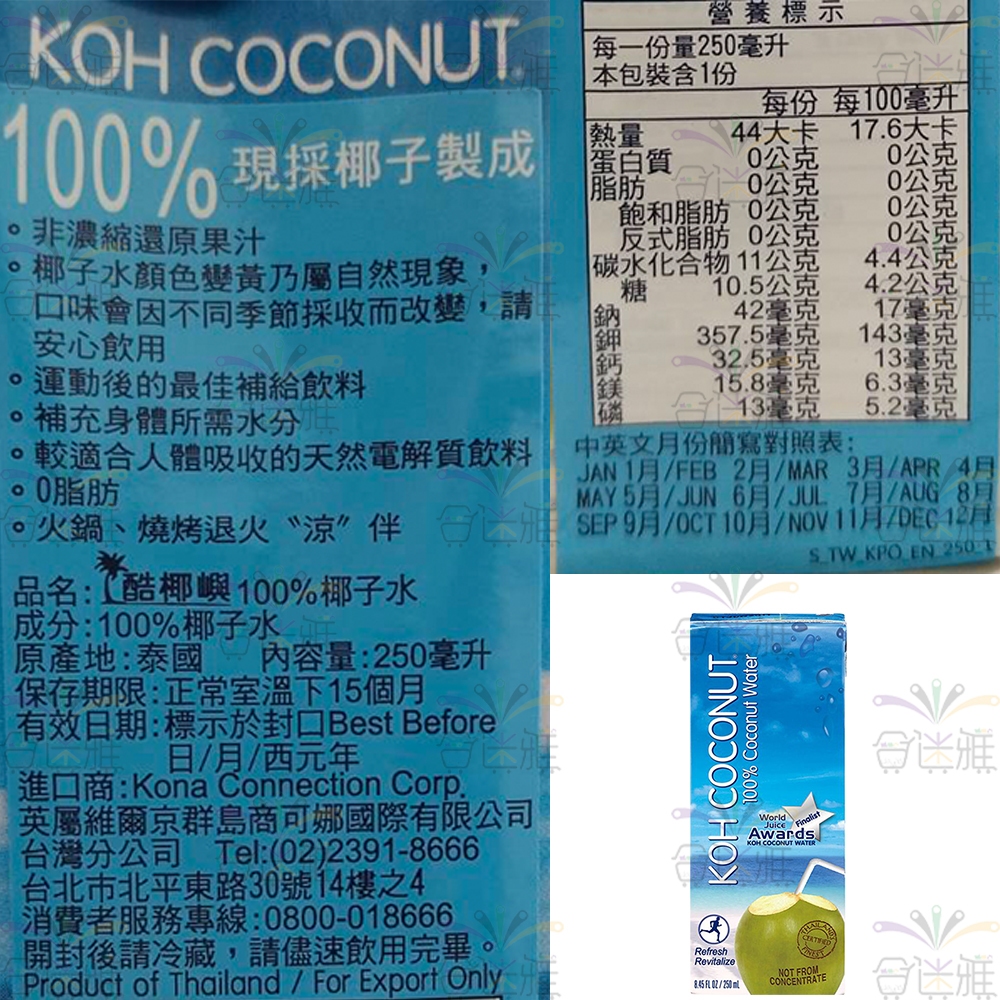 KOH COCONUT
100% 現採椰子製成
。非濃縮還原果汁
。椰子水顏色變黃乃屬自然現象，
口味會因不同季節採收而改變，請
安心飲用
。運動後的最佳補給飲料
。補充身體所需水分
。較適合人體吸收的天然電解質飲料
。0脂肪
。火鍋、燒烤退火“涼”伴
品名:酷椰嶼100%椰子水
成分:100%椰子水
原產地:泰國 內容量:250毫升
保存期限:正常室溫下15個月
有效日期:標示於封口Best Before
日/月/西元年
進口商:Kona Connection Corp.
英屬維爾京群島商可娜國際有限公司
台灣分公司 Tel:(02)2391-8666
台北市北平東路30號14樓之4
消費者服務專線:0800-018666
開封後請冷藏，請儘速飲用完畢。
Product of Thailand / For Export Only
營養標示
每一份量250毫升
本包裝含1份
每份 每100毫升
熱量 44大卡 17.6大卡
蛋白質 0公克 0公克
脂肪 0公克 0公克
飽和脂肪 0公克 0公克
反式脂肪 0公克 0公克
碳水化合物 11公克 4.4公克
糖 10.5公克 4.2公克
鈉 42毫克 17毫克
鉀 357.5毫克 143毫克
鈣 32.5毫克 13毫克
鎂 15.8毫克 6.3毫克
磷 13毫克 5.2毫克
中英文月份簡寫對照表:
JAN 1月/FEB 2月/MAR 3月/APR 4月
MAY 5月/JUN 6月/JUL 7月/AUG 8月
SEP 9月/OCT 10月/NOV 11月/DEC 12月
S_TW_KPO_EN_250_1
KOH COCONUT
100% Coconut Water
World
Juice
Awards
Finalist
KOH COCONUT WATER
Refresh
Revitalize
8.45 FL OZ / 250 mL
THAILAND
CERTIFIED
FINEST
NOT FROM
CONCENTRATE